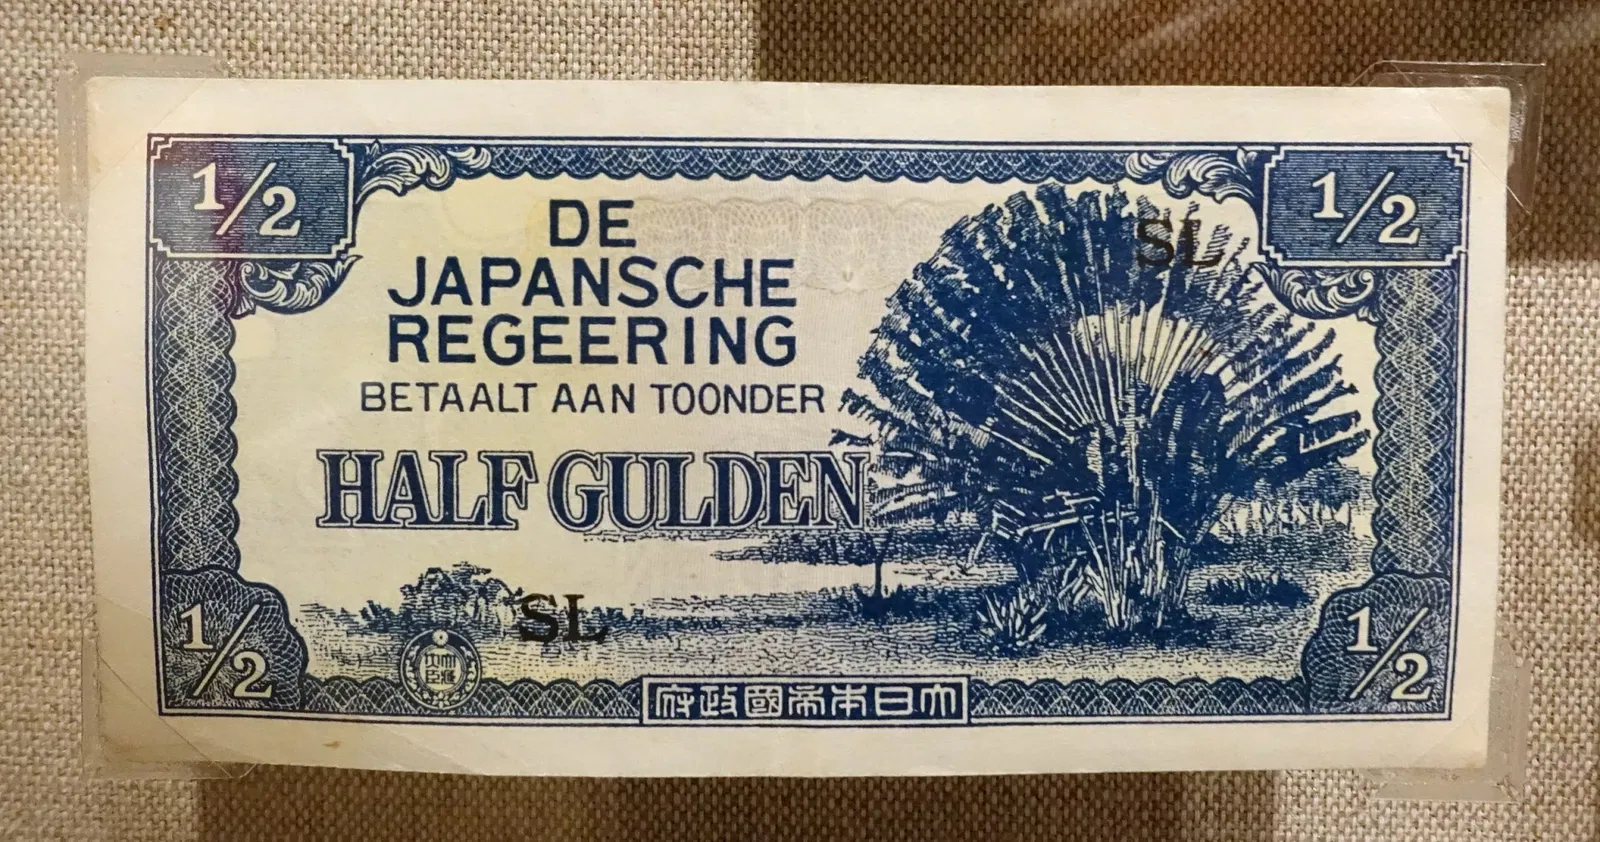 1/2
1/2
DE
JAPANSCHE
REGEERING
BETAALT AAN TOONDER
HALF GULDEN
SL
SL
1/2
1/2
府政國帝本日大